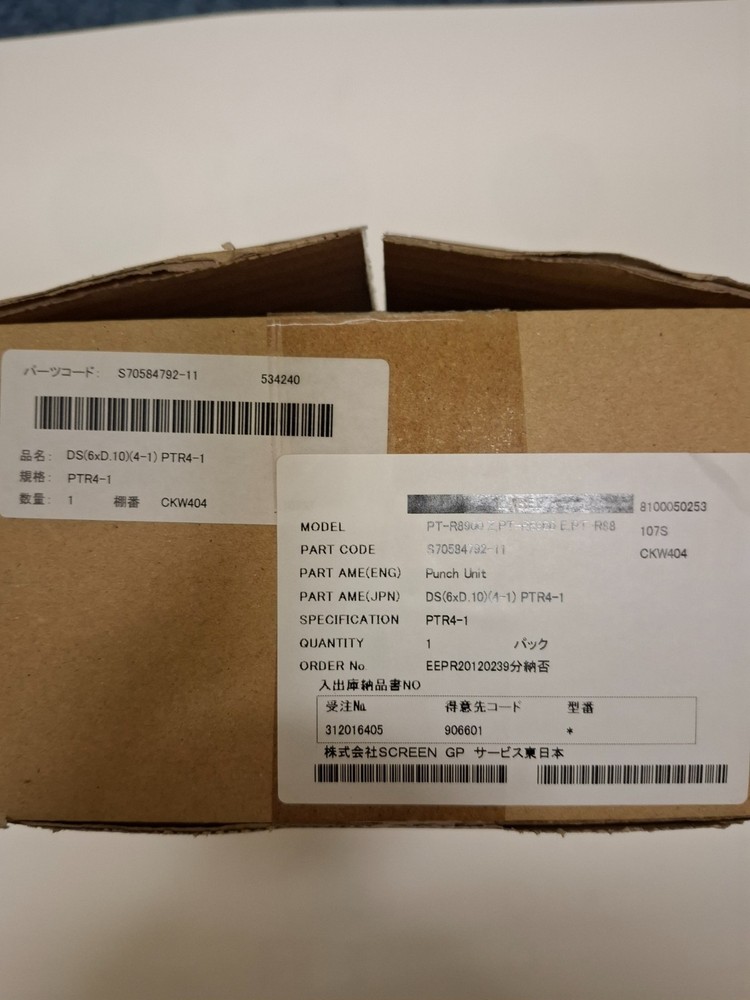 パーツコード: S70584792-11 534240
品名: DS(6xD.10)(4-1) PTR4-1
規格: PTR4-1
数量: 1 棚番 CKW404
8100050253
MODEL PT-R8900 107S
PART CODE S70584792-11 CKW404
PART AME(ENG) Punch Unit
PART AME(JPN) DS(6xD.10)(4-1) PTR4-1
SPECIFICATION PTR4-1
QUANTITY 1 パック
ORDER No. EEPR20120239分納否
入出庫納品書NO
受注No. 得意先コード 型番
312016405 906601 *
株式会社SCREEN GP サービス東日本